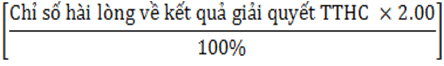 [Chỉ số hài lòng về kết quả giải quyết TTHC × 2.00]
100%